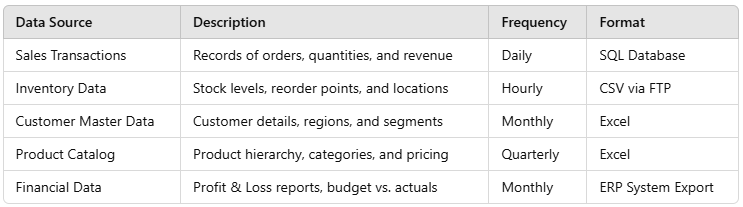 Data Source Description Frequency Format
Sales Transactions Records of orders, quantities, and revenue Daily SQL Database
Inventory Data Stock levels, reorder points, and locations Hourly CSV via FTP
Customer Master Data Customer details, regions, and segments Monthly Excel
Product Catalog Product hierarchy, categories, and pricing Quarterly Excel
Financial Data Profit & Loss reports, budget vs. actuals Monthly ERP System Export